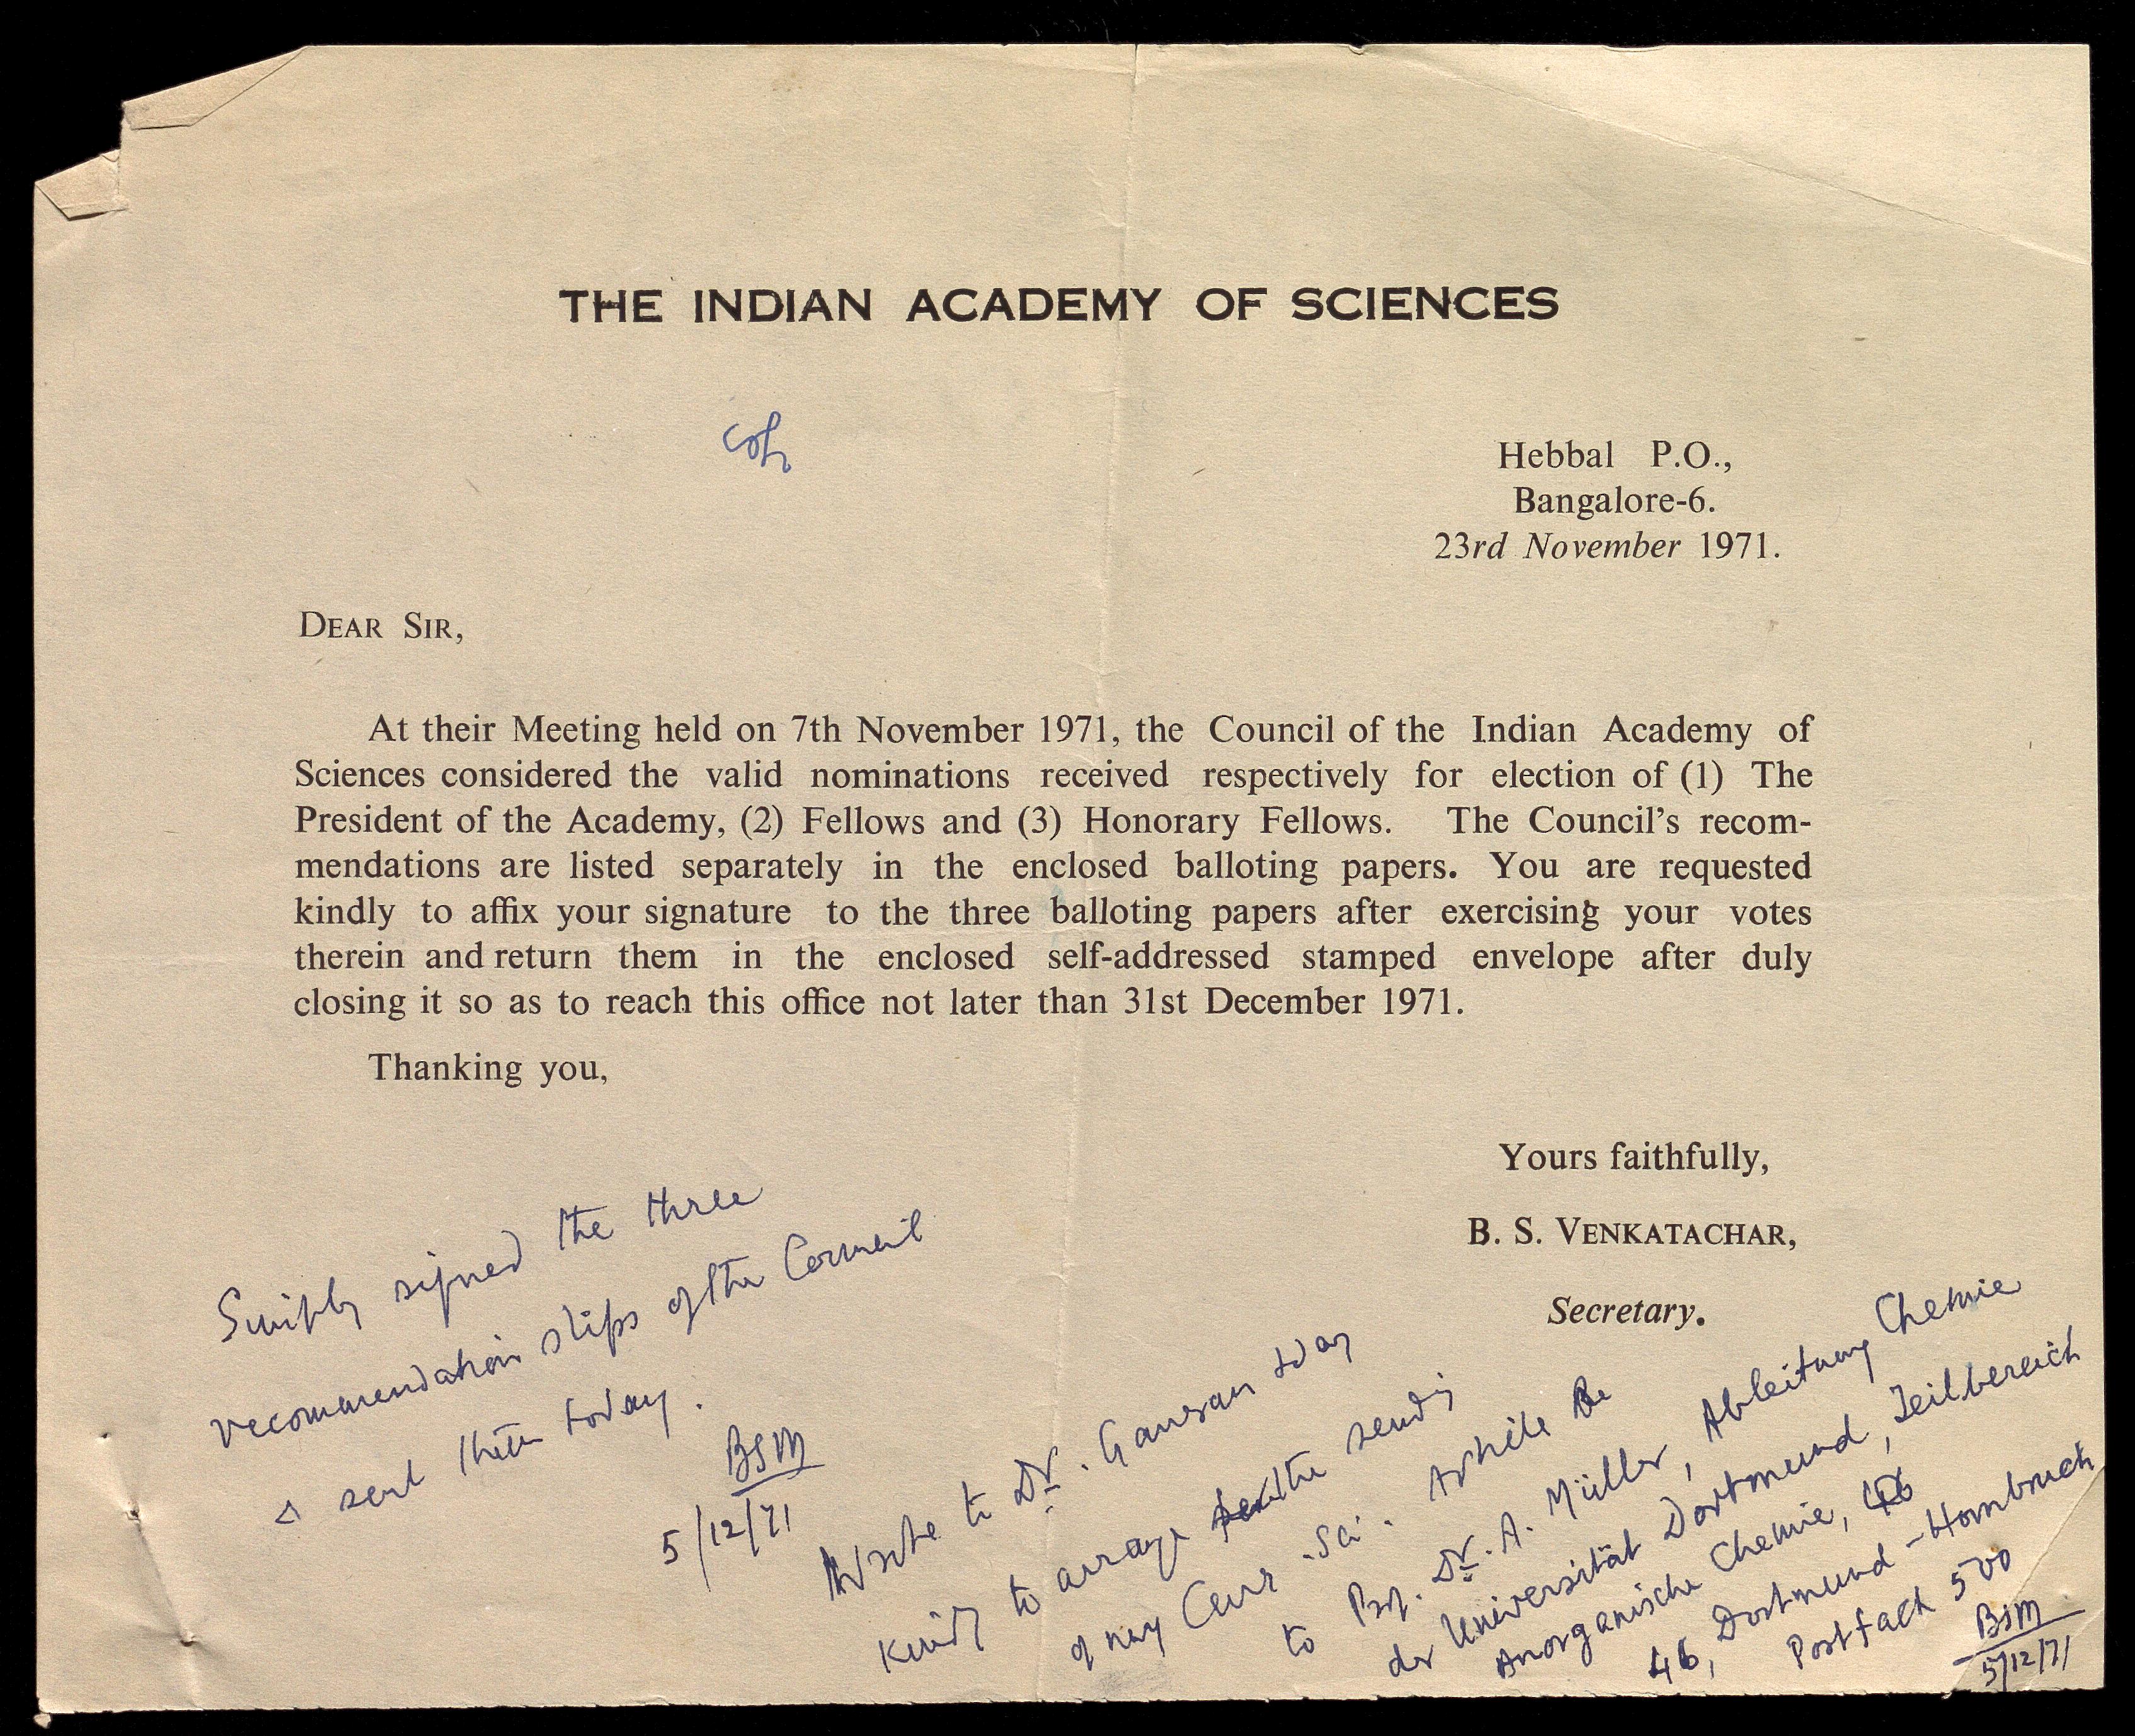 THE INDIAN ACADEMY OF SCIENCES
Hebbal P.O.,
Bangalore-6.
23rd November 1971.
DEAR SIR,
At their Meeting held on 7th November 1971, the Council of the Indian Academy of
Sciences considered the valid nominations received respectively for election of (1) The
President of the Academy, (2) Fellows and (3) Honorary Fellows. The Council's recom-
mendations are listed separately in the enclosed balloting papers. You are requested
kindly to affix your signature to the three balloting papers after exercising your votes
therein and return them in the enclosed self-addressed stamped envelope after duly
closing it so as to reach this office not later than 31st December 1971.
Thanking you,
Yours faithfully,
B. S. VENKATACHAR,
Secretary.
Simply signed the three
recommendation slips of the Council
& sent them today.
BSM
5/12/71
Wrote to Dr. Ganesan today
kindly to arrange the sending
of my Curr. Sci. Article
to Prof. Dr. A. Müller, Ableitung Chemie
der Universität Dortmund, Teilbereich
Anorganische Chemie, 46
46, Dortmund-Hombruch
Postfach 500
BSM
5/12/71